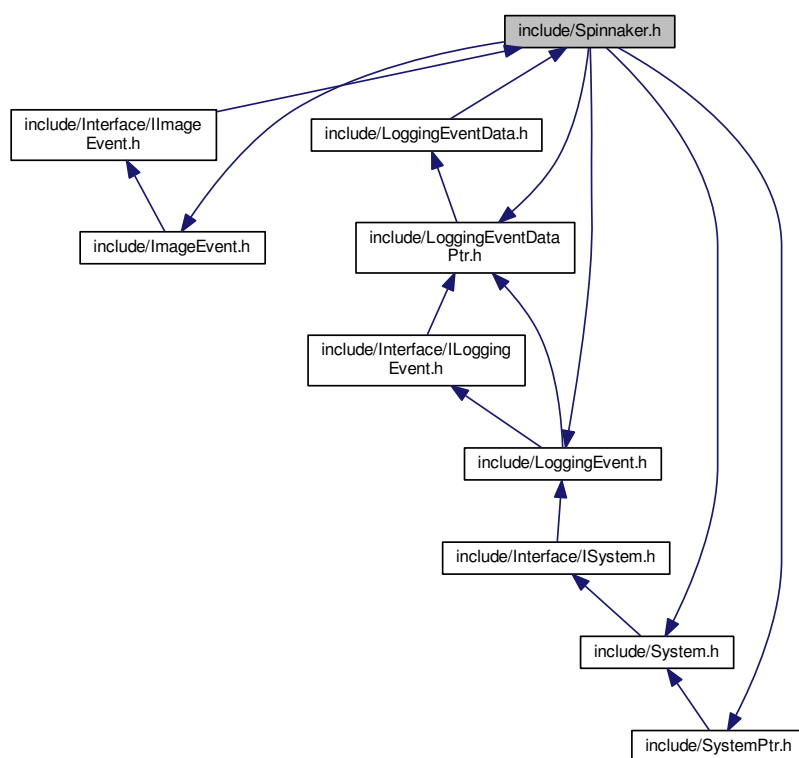 include/Spinnaker.h
include/Interface/IImage
Event.h
include/LoggingEventData.h
include/ImageEvent.h
include/LoggingEventData
Ptr.h
include/Interface/ILogging
Event.h
include/LoggingEvent.h
include/Interface/ISystem.h
include/System.h
include/SystemPtr.h